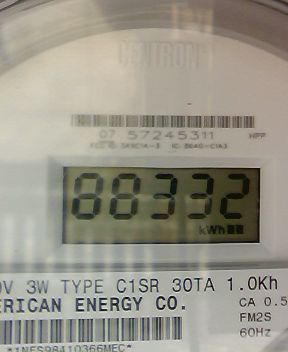 CENTRON
07 57245311 HPP
88332
kWh
0V 3W TYPE C1SR 30TA 1.0Kh
ERICAN ENERGY CO.
CA 0.5
FM2S
60Hz